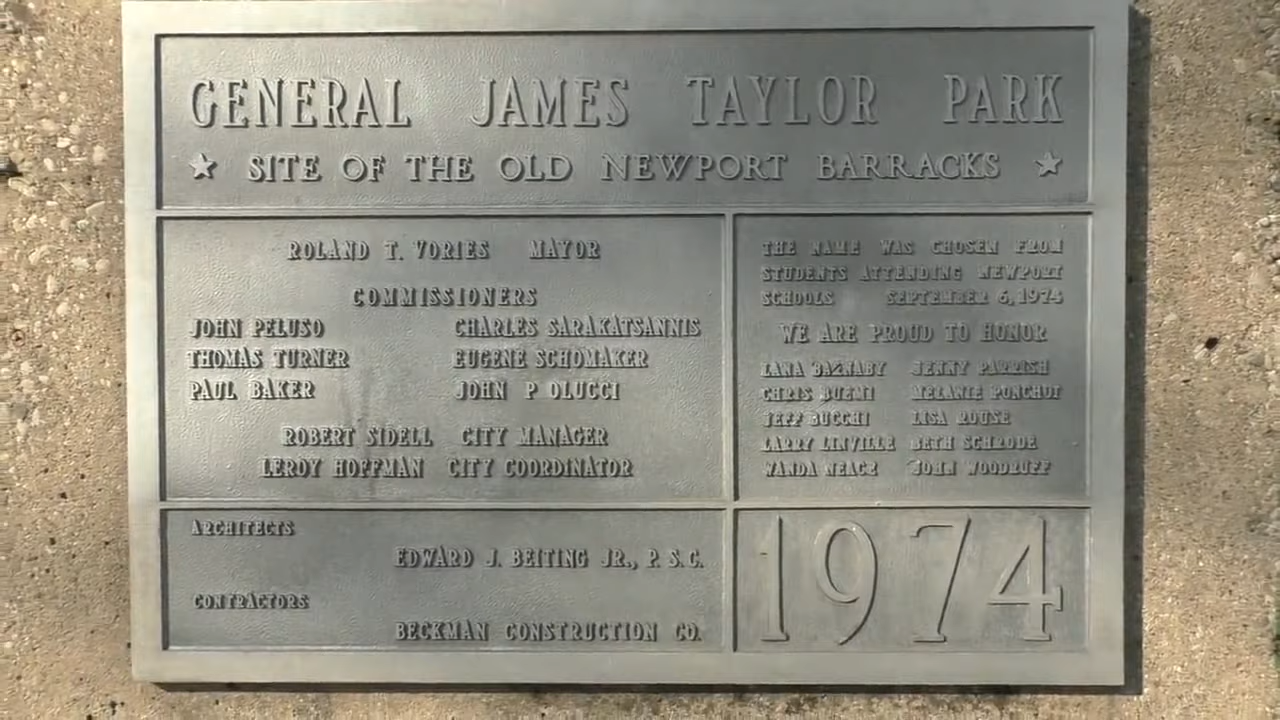 GENERAL JAMES TAYLOR PARK
★ SITE OF THE OLD NEWPORT BARRACKS ★
ROLAND T. VORIES MAYOR
COMMISSIONERS
JOHN PELUSO CHARLES SARAKATSANNIS
THOMAS TURNER EUGENE SCHOMAKER
PAUL BAKER JOHN P OLUCCI
ROBERT SIDELL CITY MANAGER
LEROY HOFFMAN CITY COORDINATOR
THE NAME WAS CHOSEN FROM
STUDENTS ATTENDING NEWPORT
SCHOOLS SEPTEMBER 6, 1974
WE ARE PROUD TO HONOR
LANA BARNABY JENNY PARRISH
CHRIS BUEMI MELANIE PONCHOT
JEFF BUCCHI LISA ROUSE
LARRY LINVILLE BETH SCHRODE
WANDA NEACE JOHN WOODRUFF
ARCHITECTS
EDWARD J. BEITING JR., P. S. C.
CONTRACTORS
BECKMAN CONSTRUCTION CO.
1974